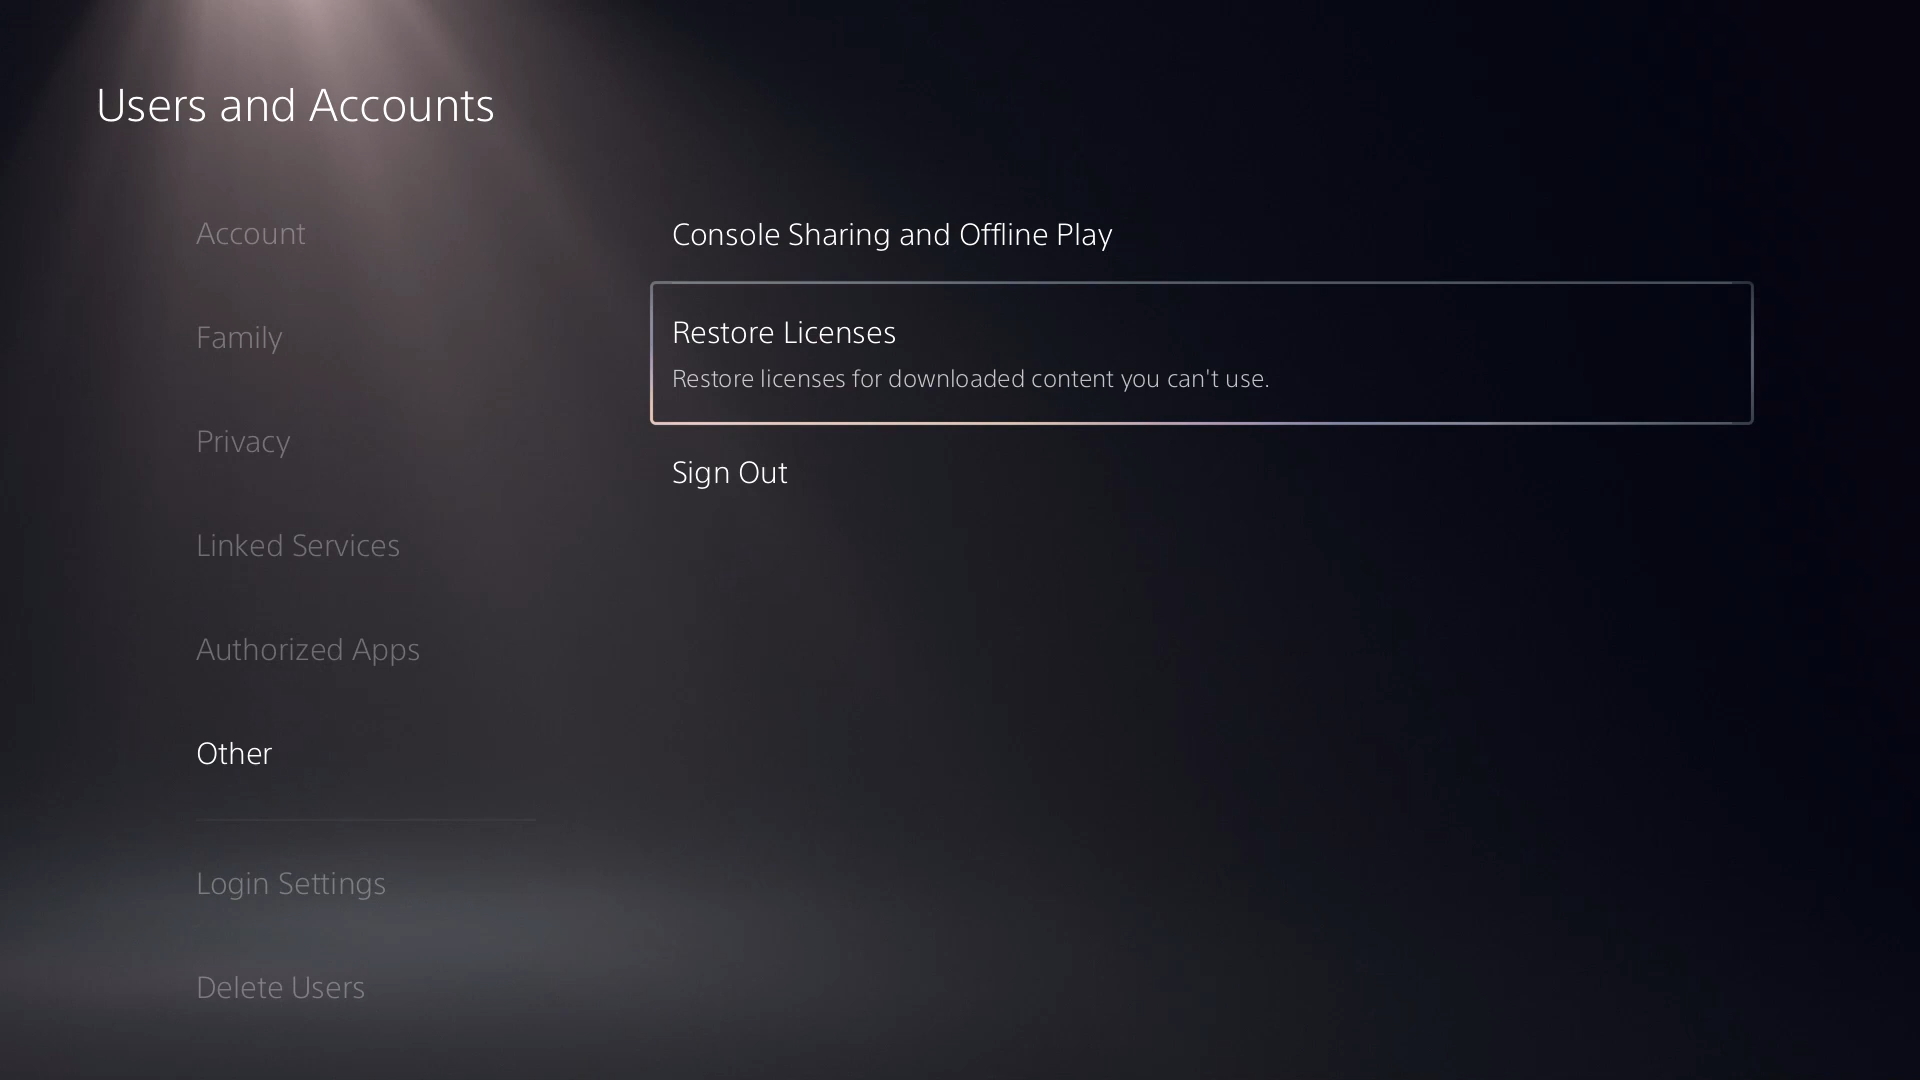 Users and Accounts
Account
Family
Privacy
Linked Services
Authorized Apps
Other
Login Settings
Delete Users
Console Sharing and Offline Play
Restore Licenses
Restore licenses for downloaded content you can't use.
Sign Out